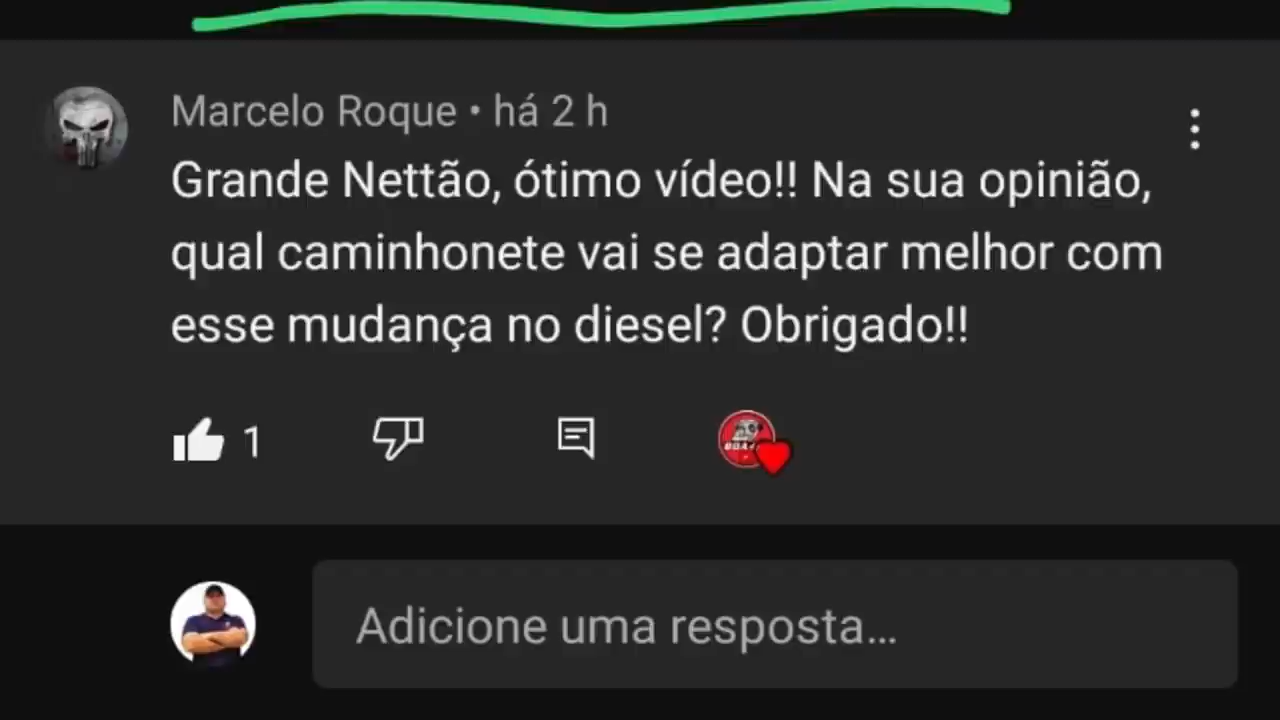 Marcelo Roque • há 2 h
Grande Nettão, ótimo vídeo!! Na sua opinião,
qual caminhonete vai se adaptar melhor com
esse mudança no diesel? Obrigado!!
1
Adicione uma resposta...